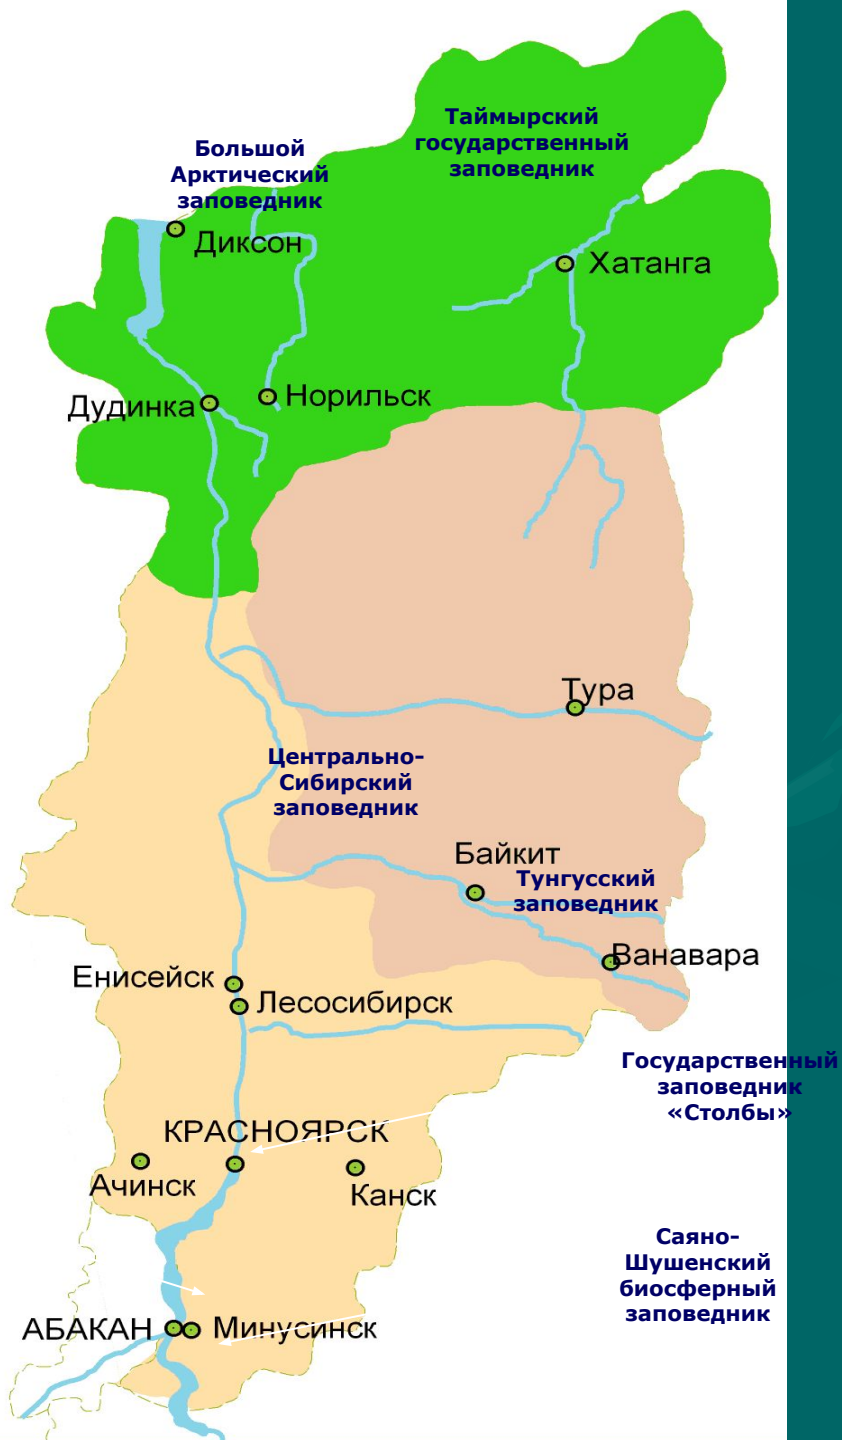 Таймырский
государственный
заповедник
Большой
Арктический
заповедник
Диксон
Хатанга
Дудинка
Норильск
Тура
Центрально-
Сибирский
заповедник
Байкит
Тунгусский
заповедник
Ванавара
Енисейск
Лесосибирск
Государственный
заповедник
«Столбы»
КРАСНОЯРСК
Ачинск
Канск
Саяно-
Шушенский
биосферный
заповедник
АБАКАН
Минусинск